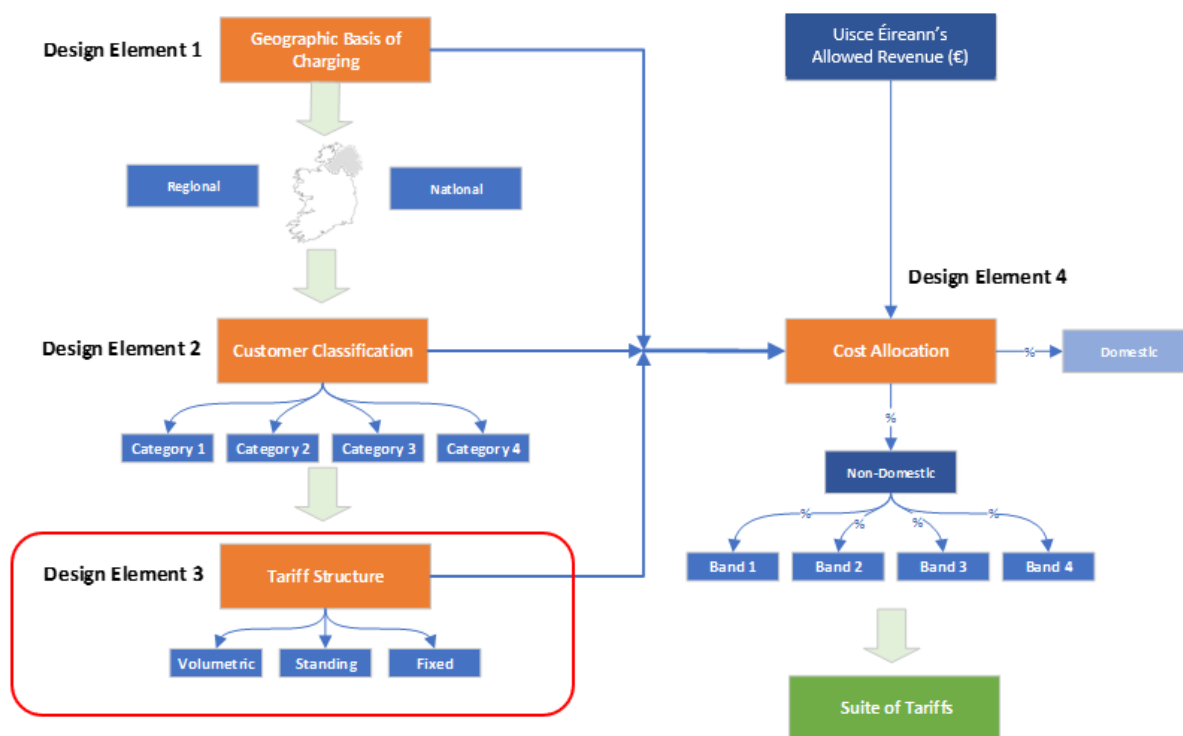 Design Element 1
Geographic Basis of
Charging
Regional
National
Design Element 2
Customer Classification
Category 1
Category 2
Category 3
Category 4
Design Element 3
Tariff Structure
Volumetric
Standing
Fixed
Uisce Éireann's
Allowed Revenue (€)
Design Element 4
Cost Allocation
%
Domestic
%
Non-Domestic
%
%
%
%
Band 1
Band 2
Band 3
Band 4
Suite of Tariffs